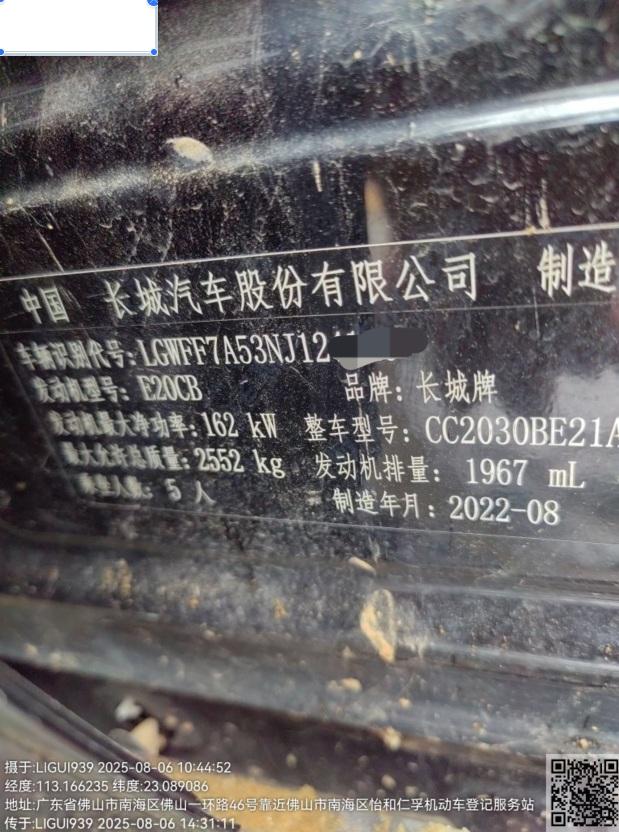 中国 长城汽车股份有限公司 制造
车辆识别代号:LGWFF7A53NJ12
发动机型号:E20CB 品牌:长城牌
发动机最大净功率:162 kW 整车型号:CC2030BE21A
最大允许总质量:2552 kg 发动机排量:1967 mL
乘坐人数:5 人 制造年月:2022-08
摄于:LIGUI939 2025-08-06 10:44:52
经度:113.166235 纬度:23.089086
地址:广东省佛山市南海区佛山一环路46号靠近佛山市南海区怡和仁孚机动车登记服务站
传于:LIGUI939 2025-08-06 14:31:11